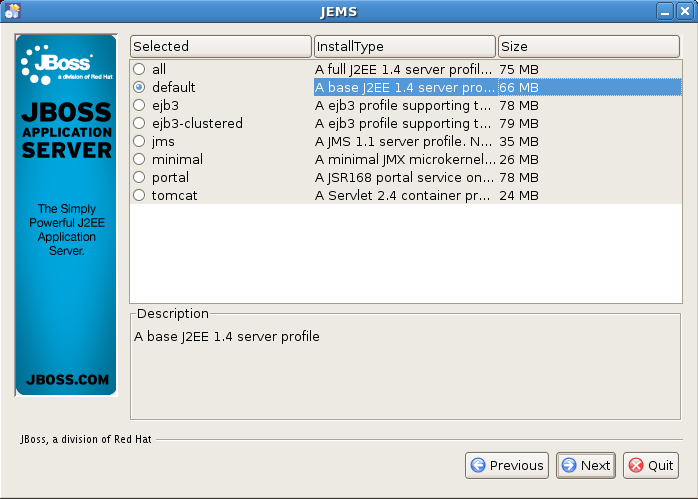 JEMS
JBoss
a division of Red Hat
JBOSS
APPLICATION
SERVER
The Simply
Powerful J2EE
Application
Server.
JBOSS.COM
Selected InstallType Size
all A full J2EE 1.4 server profil... 75 MB
default A base J2EE 1.4 server pro... 66 MB
ejb3 A ejb3 profile supporting t... 78 MB
ejb3-clustered A ejb3 profile supporting t... 79 MB
jms A JMS 1.1 server profile. N... 35 MB
minimal A minimal JMX microkernel... 26 MB
portal A JSR168 portal service on... 78 MB
tomcat A Servlet 2.4 container pr... 24 MB
Description
A base J2EE 1.4 server profile
JBoss, a division of Red Hat
Previous Next Quit